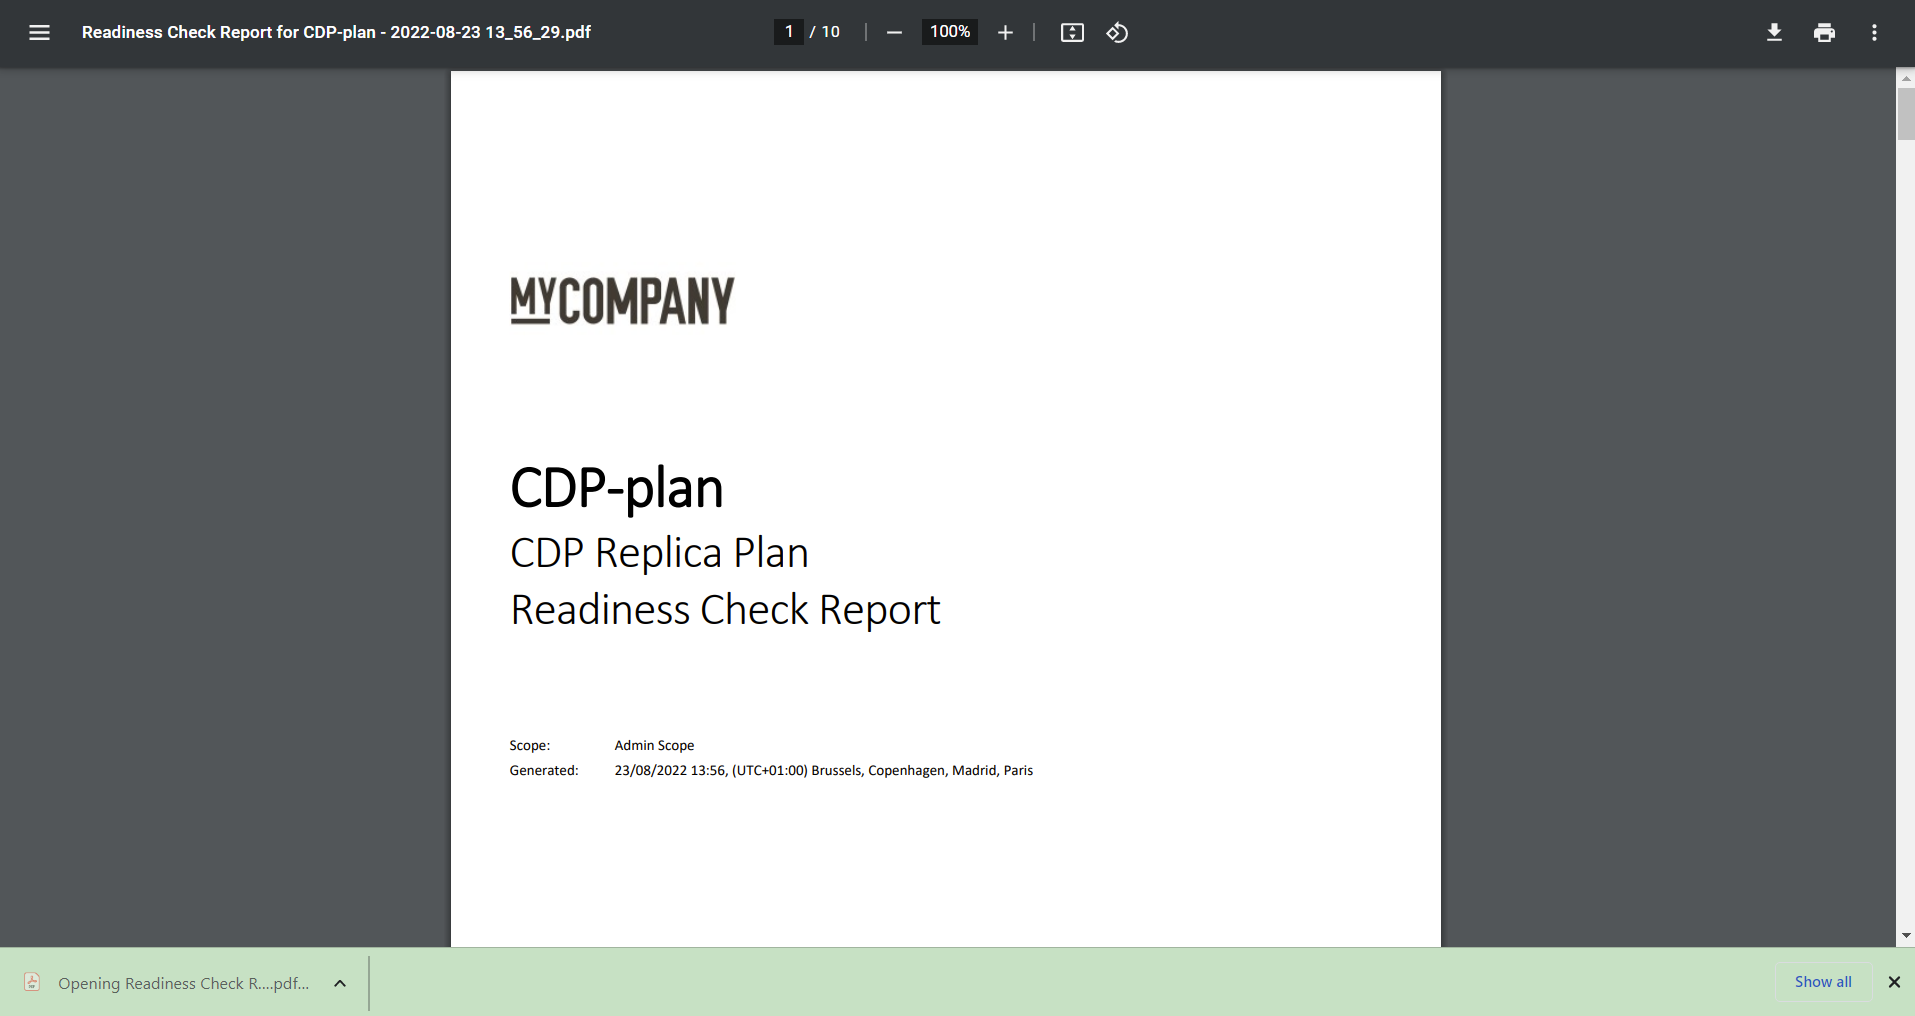 Readiness Check Report for CDP-plan - 2022-08-23 13_56_29.pdf
1 / 10
100%
MYCOMPANY
CDP-plan
CDP Replica Plan
Readiness Check Report
Scope: Admin Scope
Generated: 23/08/2022 13:56, (UTC+01:00) Brussels, Copenhagen, Madrid, Paris
Opening Readiness Check R....pdf...
Show all